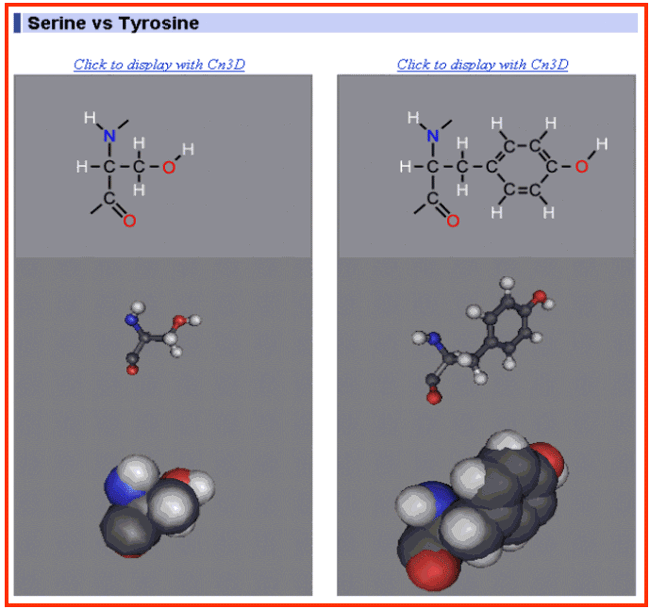 Serine vs Tyrosine
Click to display with Cn3D
H
N
H H
H C C O
H
C
O
Click to display with Cn3D
H H H
N
H C C H
H C C C C O
H C C
C
H H
O